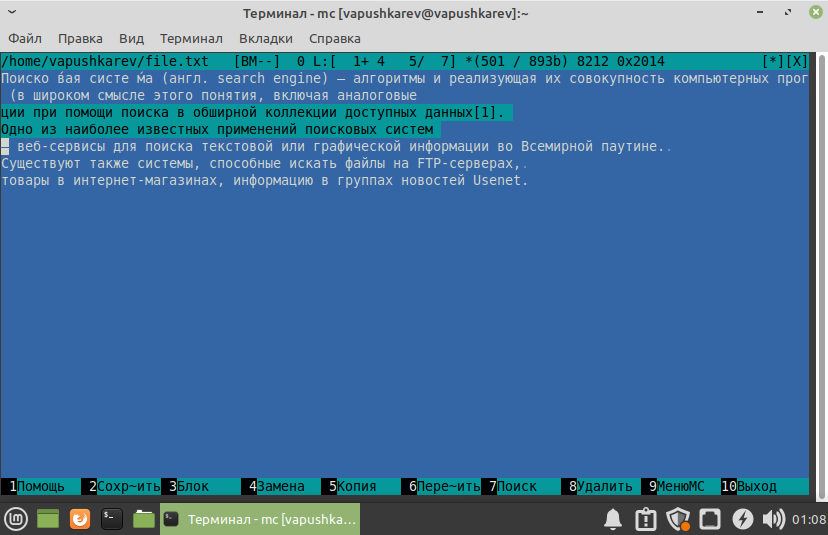 Терминал - mc [vapushkarev@vapushkarev]:~
Файл Правка Вид Терминал Вкладки Справка
/home/vapushkarev/file.txt [BM--] 0 L:[ 1+ 4 5/ 7] *(501 / 893b) 8212 0x2014 [*][X]
Поиско́вая систе́ма (англ. search engine) — алгоритмы и реализующая их совокупность компьютерных прог
(в широком смысле этого понятия, включая аналоговые
ции при помощи поиска в обширной коллекции доступных данных[1].
Одно из наиболее известных применений поисковых систем
— веб-сервисы для поиска текстовой или графической информации во Всемирной паутине..
Существуют также системы, способные искать файлы на FTP-серверах,.
товары в интернет-магазинах, информацию в группах новостей Usenet.
1Помощь 2Сохр~ить 3Блок 4Замена 5Копия 6Пере~ить 7Поиск 8Удалить 9МенюMC 10Выход
Терминал - mc [vapushka... 01:08